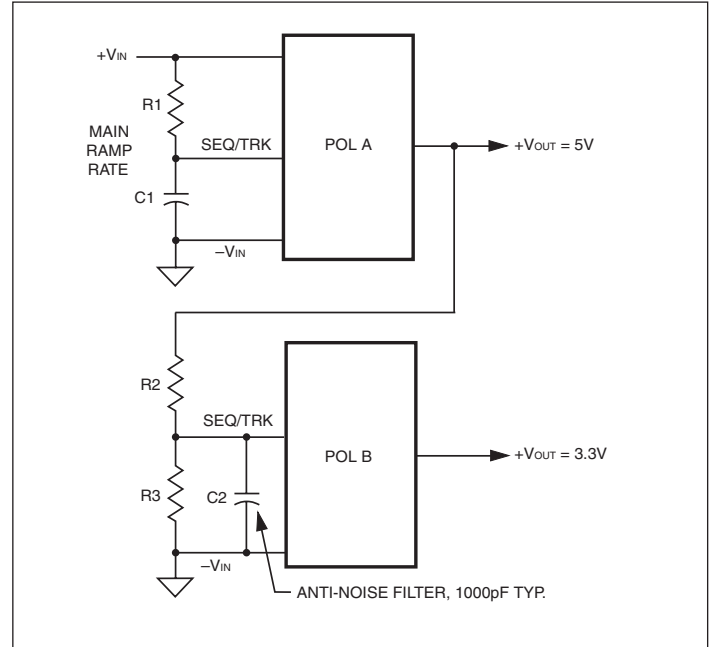 +VIN
R1
MAIN
RAMP
RATE
SEQ/TRK
POL A
+VOUT = 5V
C1
–VIN
R2
SEQ/TRK
POL B
+VOUT = 3.3V
R3
C2
–VIN
ANTI-NOISE FILTER, 1000pF TYP.